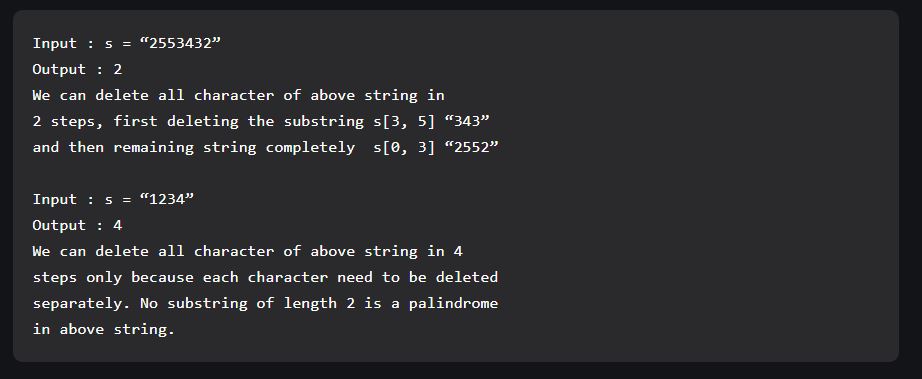 Input : s = “2553432”
Output : 2
We can delete all character of above string in
2 steps, first deleting the substring s[3, 5] “343”
and then remaining string completely  s[0, 3] “2552”
Input : s = “1234”
Output : 4
We can delete all character of above string in 4
steps only because each character need to be deleted
separately. No substring of length 2 is a palindrome
in above string.